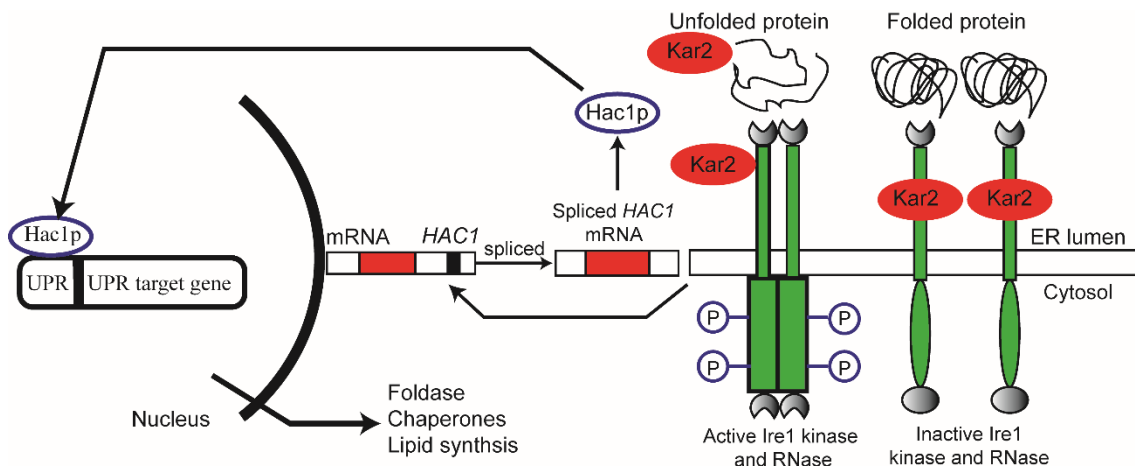 Unfolded protein
Folded protein
Kar2
Hac1p
Kar2
Kar2
Kar2
Hac1p
Spliced HAC1
mRNA
mRNA
HAC1
spliced
ER lumen
Cytosol
UPR
UPR target gene
P
P
P
P
Nucleus
Foldase
Chaperones
Lipid synthsis
Active Ire1 kinase
and RNase
Inactive Ire1
kinase and RNase